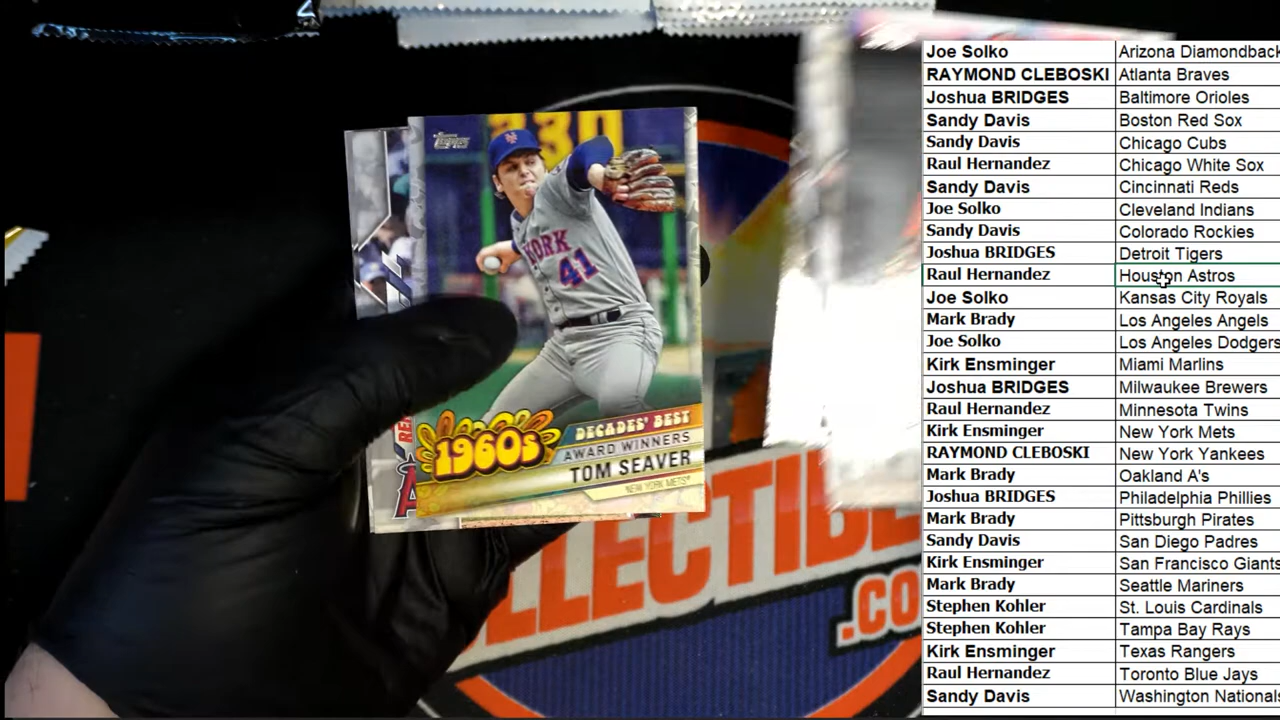 330
Topps
NY
YORK
41
1960s
DECADES' BEST
AWARD WINNERS
TOM SEAVER
NEW YORK METS
LLECTIBL
.CO
Joe Solko Arizona Diamondback
RAYMOND CLEBOSKI Atlanta Braves
Joshua BRIDGES Baltimore Orioles
Sandy Davis Boston Red Sox
Sandy Davis Chicago Cubs
Raul Hernandez Chicago White Sox
Sandy Davis Cincinnati Reds
Joe Solko Cleveland Indians
Sandy Davis Colorado Rockies
Joshua BRIDGES Detroit Tigers
Raul Hernandez Houston Astros
Joe Solko Kansas City Royals
Mark Brady Los Angeles Angels
Joe Solko Los Angeles Dodgers
Kirk Ensminger Miami Marlins
Joshua BRIDGES Milwaukee Brewers
Raul Hernandez Minnesota Twins
Kirk Ensminger New York Mets
RAYMOND CLEBOSKI New York Yankees
Mark Brady Oakland A's
Joshua BRIDGES Philadelphia Phillies
Mark Brady Pittsburgh Pirates
Sandy Davis San Diego Padres
Kirk Ensminger San Francisco Giants
Mark Brady Seattle Mariners
Stephen Kohler St. Louis Cardinals
Stephen Kohler Tampa Bay Rays
Kirk Ensminger Texas Rangers
Raul Hernandez Toronto Blue Jays
Sandy Davis Washington Nationals